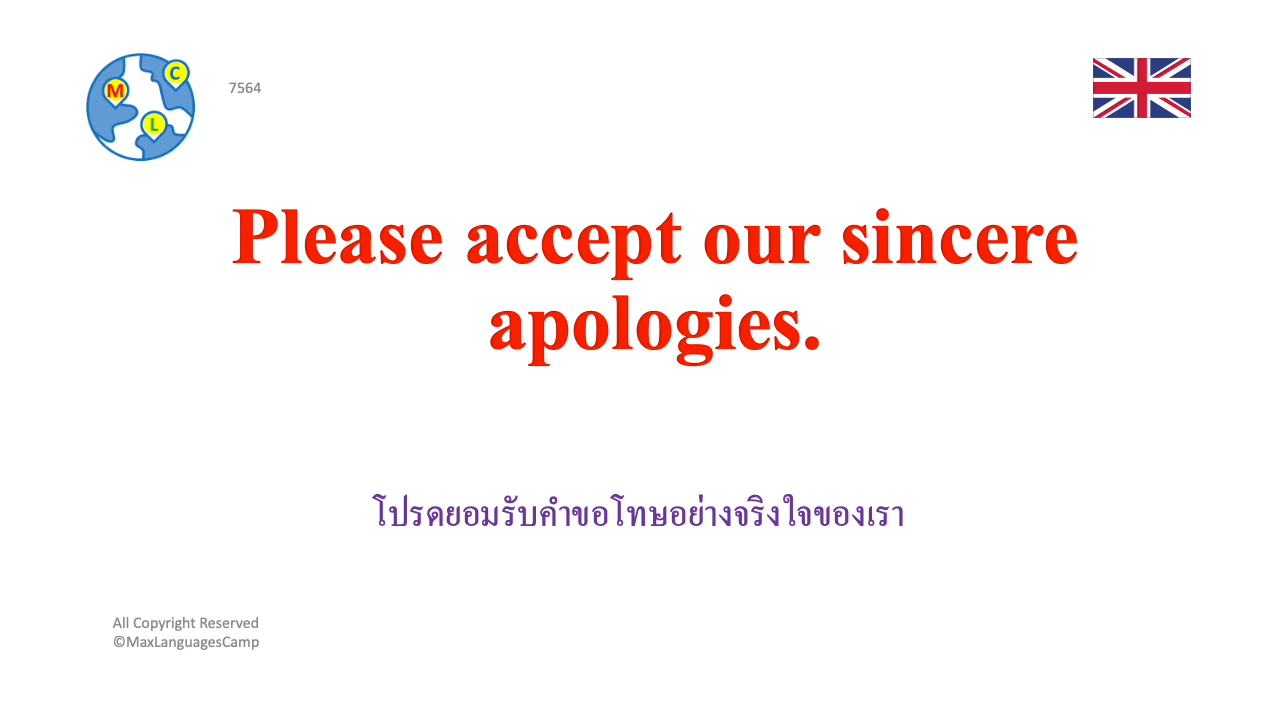 M
C
L
7564
Please accept our sincere
apologies.
โปรดยอมรับคำขอโทษอย่างจริงใจของเรา
All Copyright Reserved
©MaxLanguagesCamp